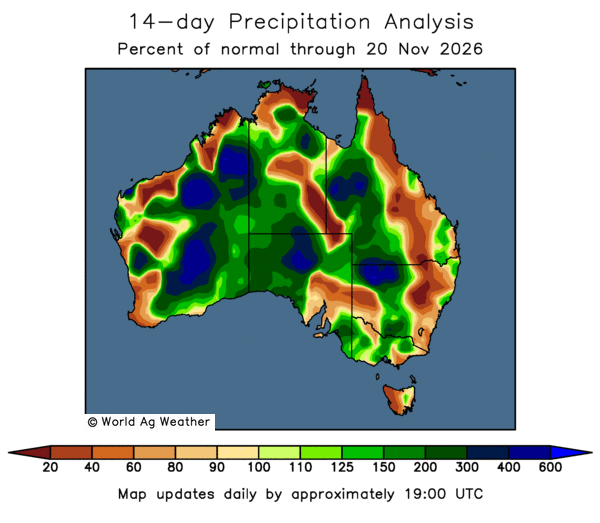 14-day Precipitation Analysis
Percent of normal through 20 Nov 2026
© World Ag Weather
20 40 60 80 90 100 110 125 150 200 300 400 600
Map updates daily by approximately 19:00 UTC